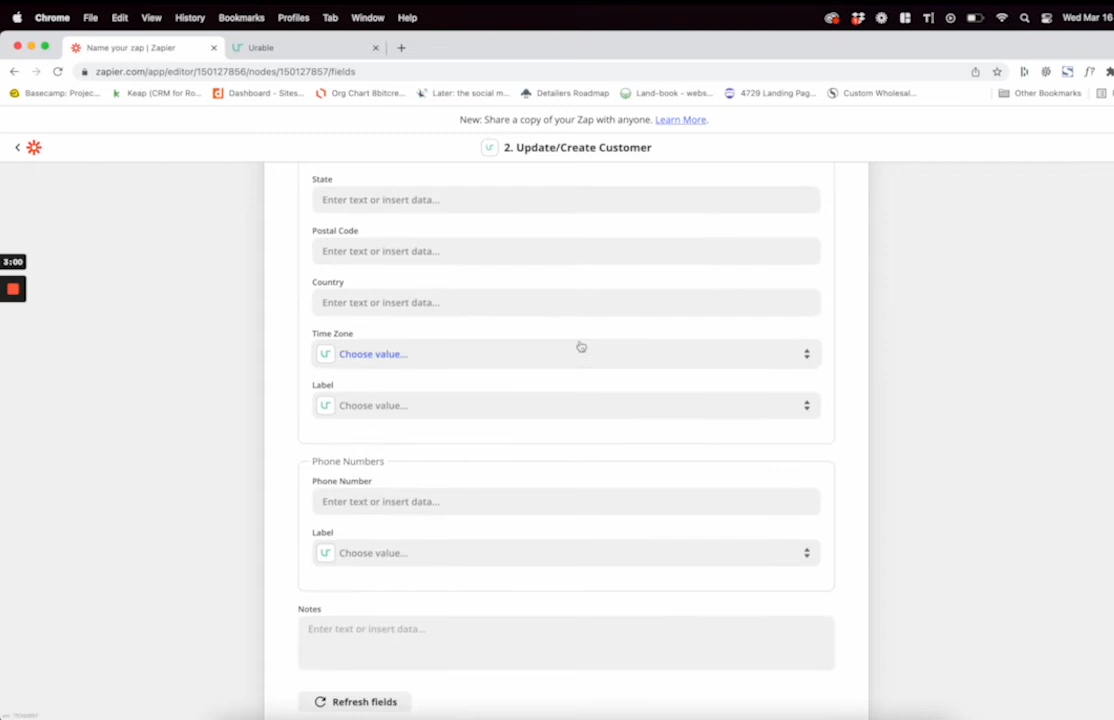 Chrome File Edit View History Bookmarks Profiles Tab Window Help
Wed Mar 16
Name your zap | Zapier
Urable
zapier.com/app/editor/150127856/nodes/150127857/fields
Basecamp: Projec...
Keap (CRM for Ro...
Dashboard - Sites...
Org Chart 8bitcre...
Later: the social m...
Detailers Roadmap
Land-book - webs...
4729 Landing Pag...
Custom Wholesal...
Other Bookmarks
New: Share a copy of your Zap with anyone. Learn More.
2. Update/Create Customer
State
Enter text or insert data...
Postal Code
Enter text or insert data...
3:00
Country
Enter text or insert data...
Time Zone
Choose value...
Label
Choose value...
Phone Numbers
Phone Number
Enter text or insert data...
Label
Choose value...
Notes
Enter text or insert data...
Refresh fields